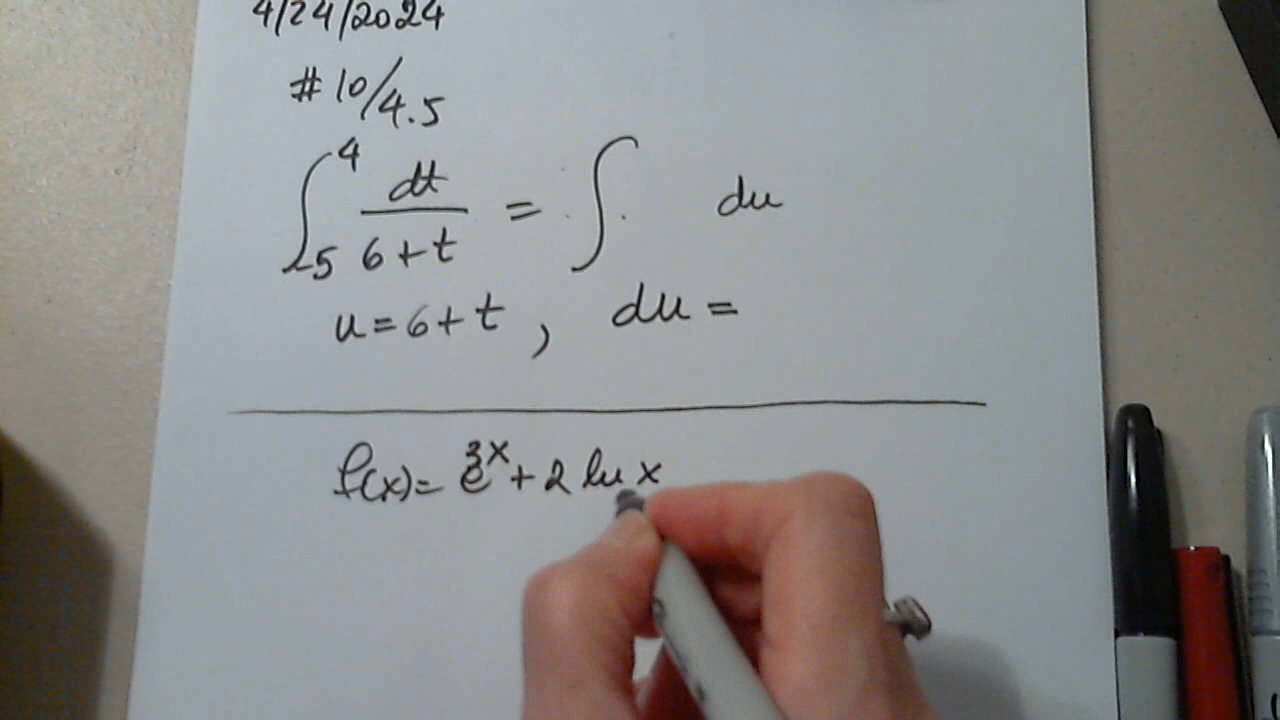 4/24/2024
#10/4.5
∫₋₅⁴ dt/(6+t) = ∫ du
u=6+t, du=
f(x)=e^3x+2 ln x